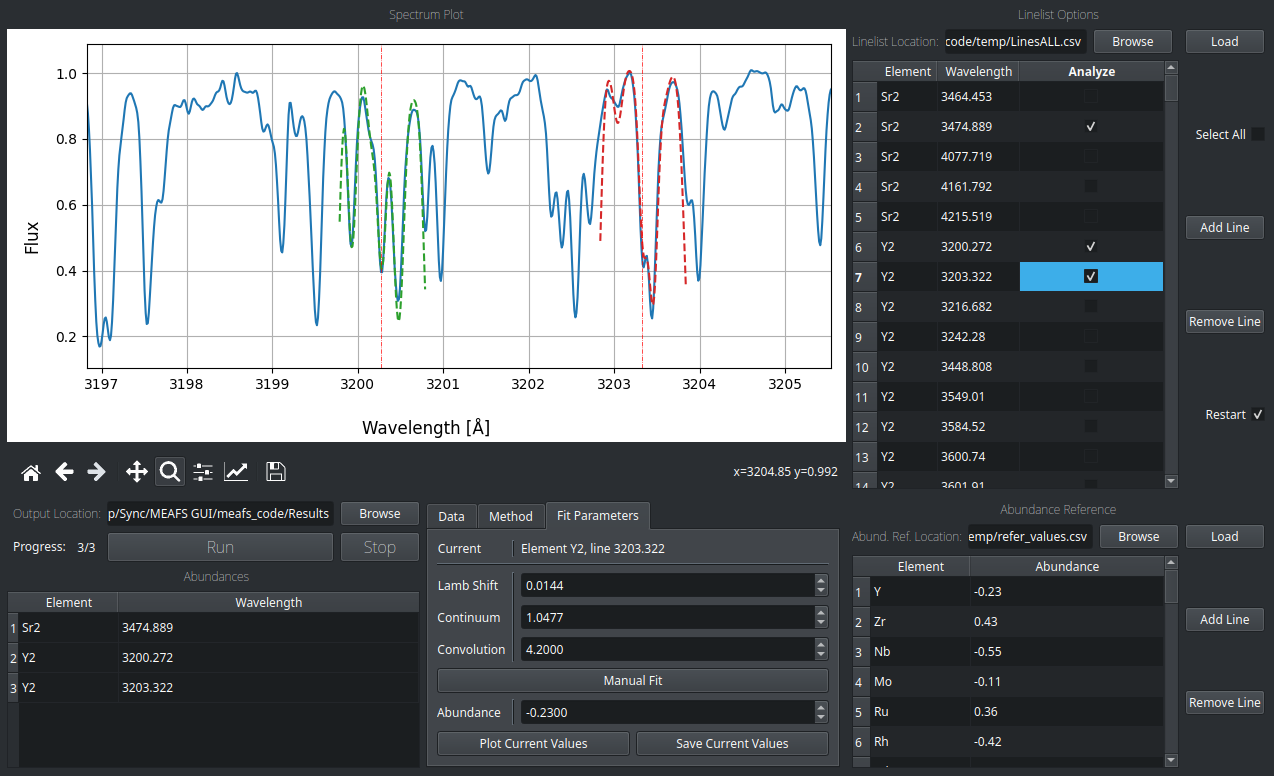 Spectrum Plot
1.0
0.8
0.6
0.4
0.2
Flux
3197 3198 3199 3200 3201 3202 3203 3204 3205
Wavelength [Å]
x=3204.85 y=0.992
Linelist Options
Linelist Location: code/temp/LinesALL.csv Browse Load
Element Wavelength Analyze
1 Sr2 3464.453
2 Sr2 3474.889
3 Sr2 4077.719
4 Sr2 4161.792
5 Sr2 4215.519
6 Y2 3200.272
7 Y2 3203.322
8 Y2 3216.682
9 Y2 3242.28
10 Y2 3448.808
11 Y2 3549.01
12 Y2 3584.52
13 Y2 3600.74
14 Y2 3601.91
Select All
Add Line
Remove Line
Restart
Output Location: p/Sync/MEAFS GUI/meafs_code/Results Browse
Progress: 3/3 Run Stop
Abundances
Element Wavelength
1 Sr2 3474.889
2 Y2 3200.272
3 Y2 3203.322
Data Method Fit Parameters
Current Element Y2, line 3203.322
Lamb Shift 0.0144
Continuum 1.0477
Convolution 4.2000
Manual Fit
Abundance -0.2300
Plot Current Values Save Current Values
Abundance Reference
Abund. Ref. Location: emp/refer_values.csv Browse Load
Element Abundance
1 Y -0.23
2 Zr 0.43
3 Nb -0.55
4 Mo -0.11
5 Ru 0.36
6 Rh -0.42
Add Line
Remove Line